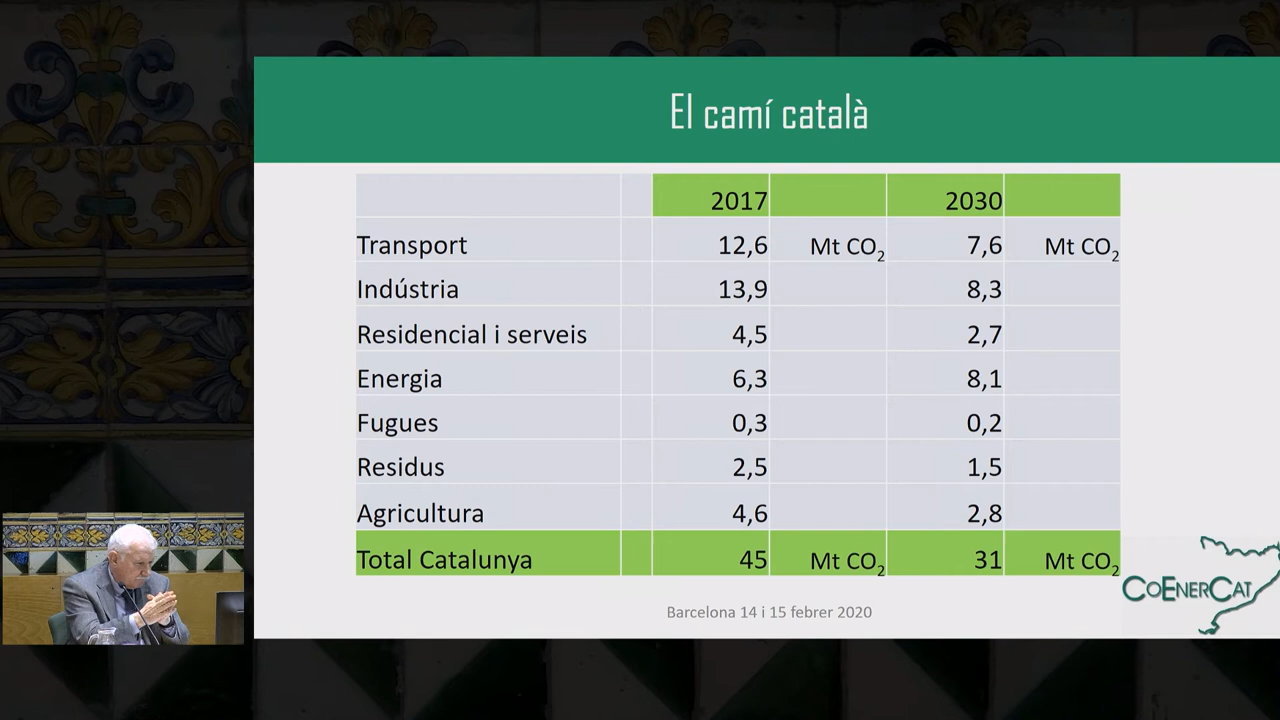 El camí català
2017 2030
Transport 12,6 Mt CO₂ 7,6 Mt CO₂
Indústria 13,9 8,3
Residencial i serveis 4,5 2,7
Energia 6,3 8,1
Fugues 0,3 0,2
Residus 2,5 1,5
Agricultura 4,6 2,8
Total Catalunya 45 Mt CO₂ 31 Mt CO₂
COENERCAT
Barcelona 14 i 15 febrer 2020